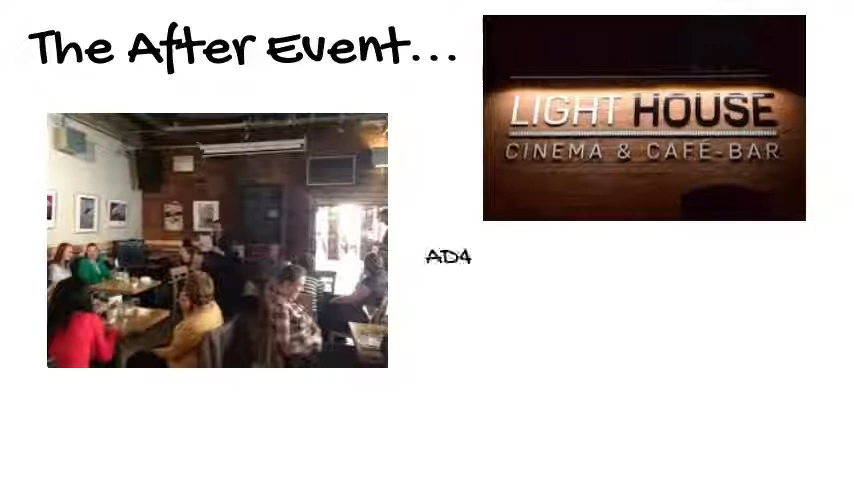 The After Event...
LIGHT HOUSE
CINEMA & CAFÉ-BAR
AD4